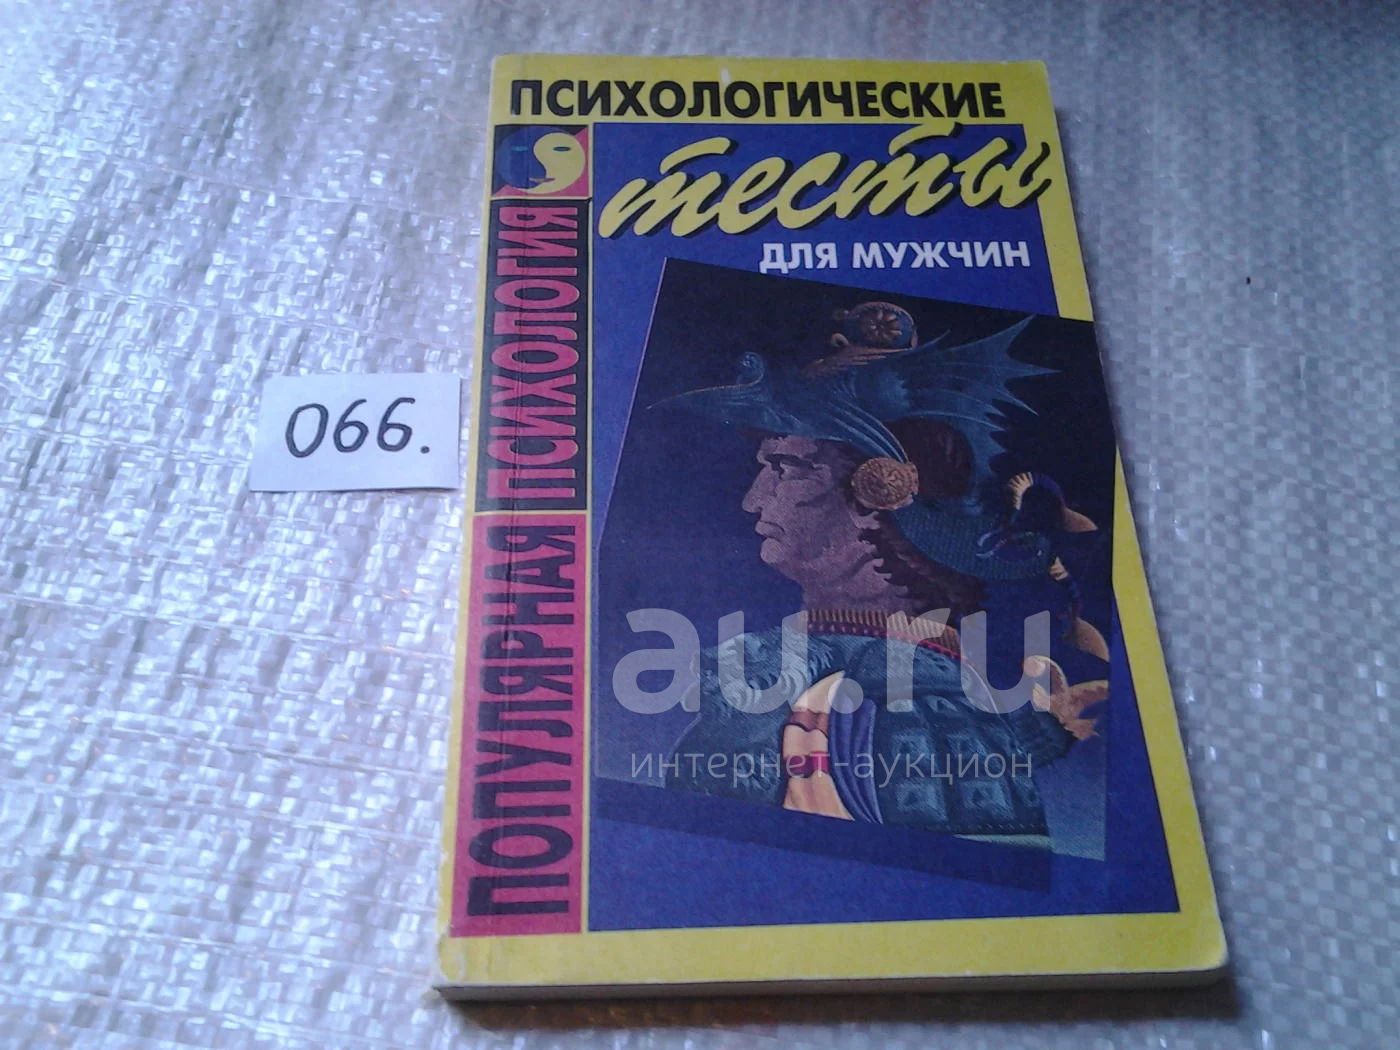 ПСИХОЛОГИЧЕСКИЕ
тесты
ДЛЯ МУЖЧИН
ПОПУЛЯРНАЯ ПСИХОЛОГИЯ
066.
au.ru
интернет-аукцион